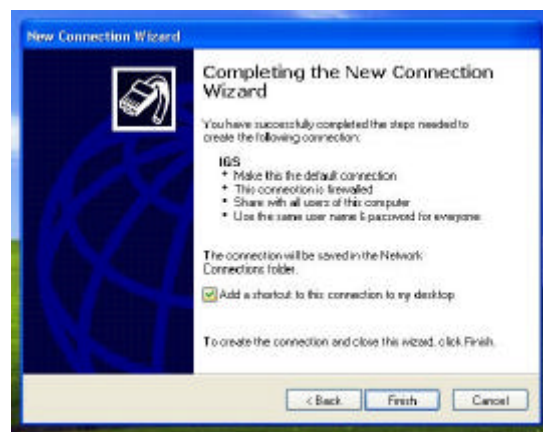 New Connection Wizard
Completing the New Connection
Wizard
You have successfully completed the steps needed to
create the following connection:
IGS
* Make this the default connection
* This connection is firewalled
* Share with all users of this computer
* Use the same user name & password for everyone
The connection will be saved in the Network
Connections folder.
Add a shortcut to this connection to my desktop
To create the connection and close this wizard, click Finish.
< Back
Finish
Cancel